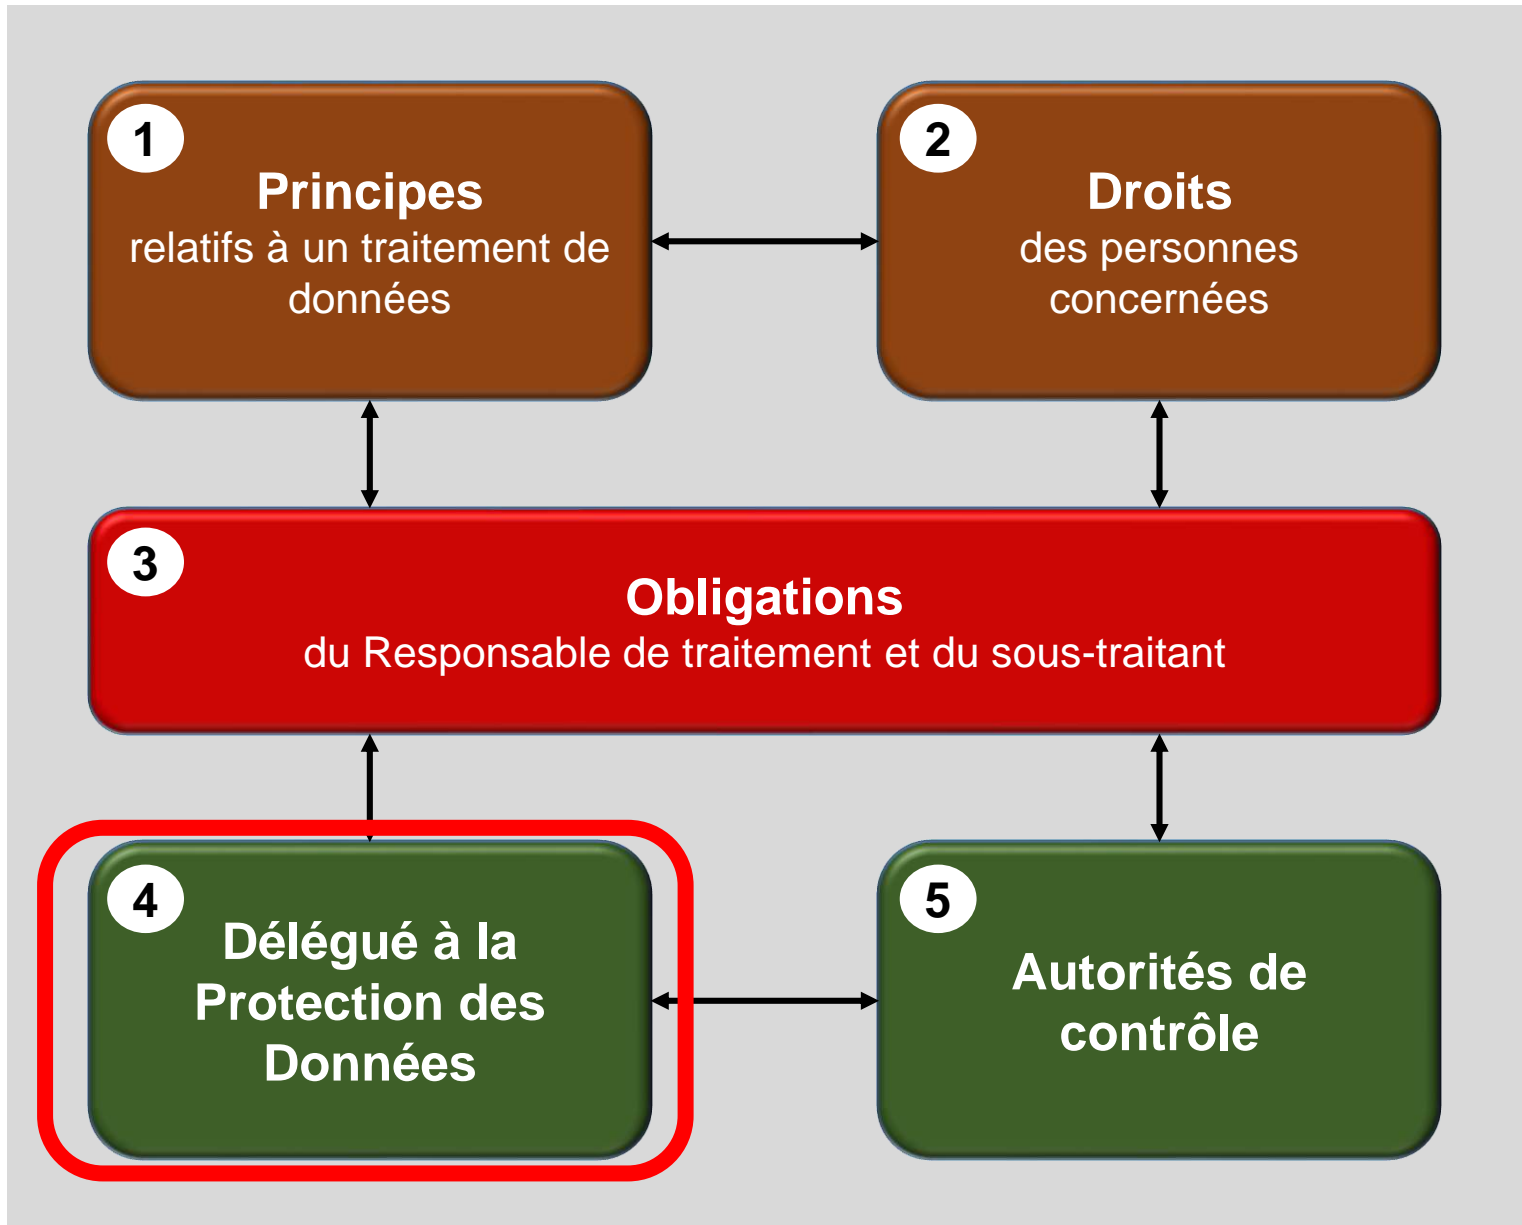 1
Principes
relatifs à un traitement de
données
2
Droits
des personnes
concernées
3
Obligations
du Responsable de traitement et du sous-traitant
4
Délégué à la
Protection des
Données
5
Autorités de
contrôle